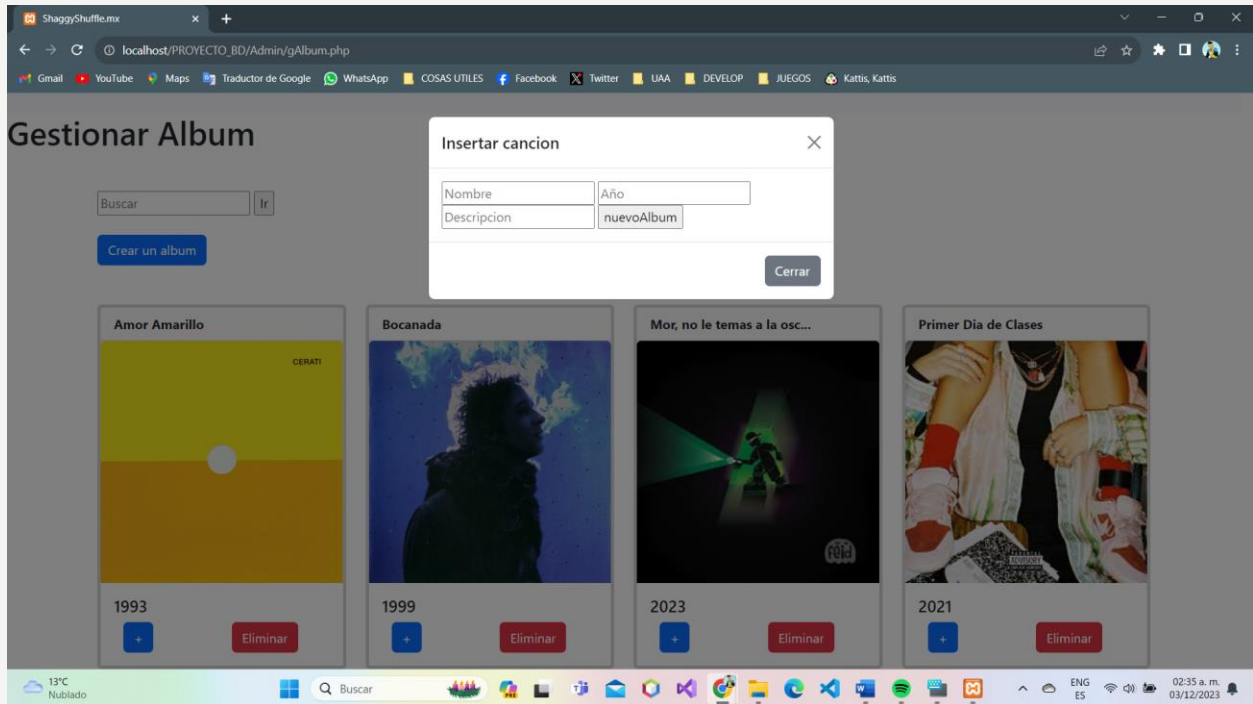 ShaggyShuffle.mx
localhost/PROYECTO_BD/Admin/gAlbum.php
Gmail YouTube Maps Traductor de Google WhatsApp COSAS UTILES Facebook Twitter UAA DEVELOP JUEGOS Kattis, Kattis
Gestionar Album
Insertar cancion
Nombre Año
Descripcion nuevoAlbum
Cerrar
Buscar Ir
Crear un album
Amor Amarillo Bocanada Mor, no le temas a la osc... Primer Dia de Clases
CERATI
fëid
1993 1999 2023 2021
+ Eliminar + Eliminar + Eliminar + Eliminar
13°C
Nublado
Buscar
PRE
ENG
ES
02:35 a. m.
03/12/2023